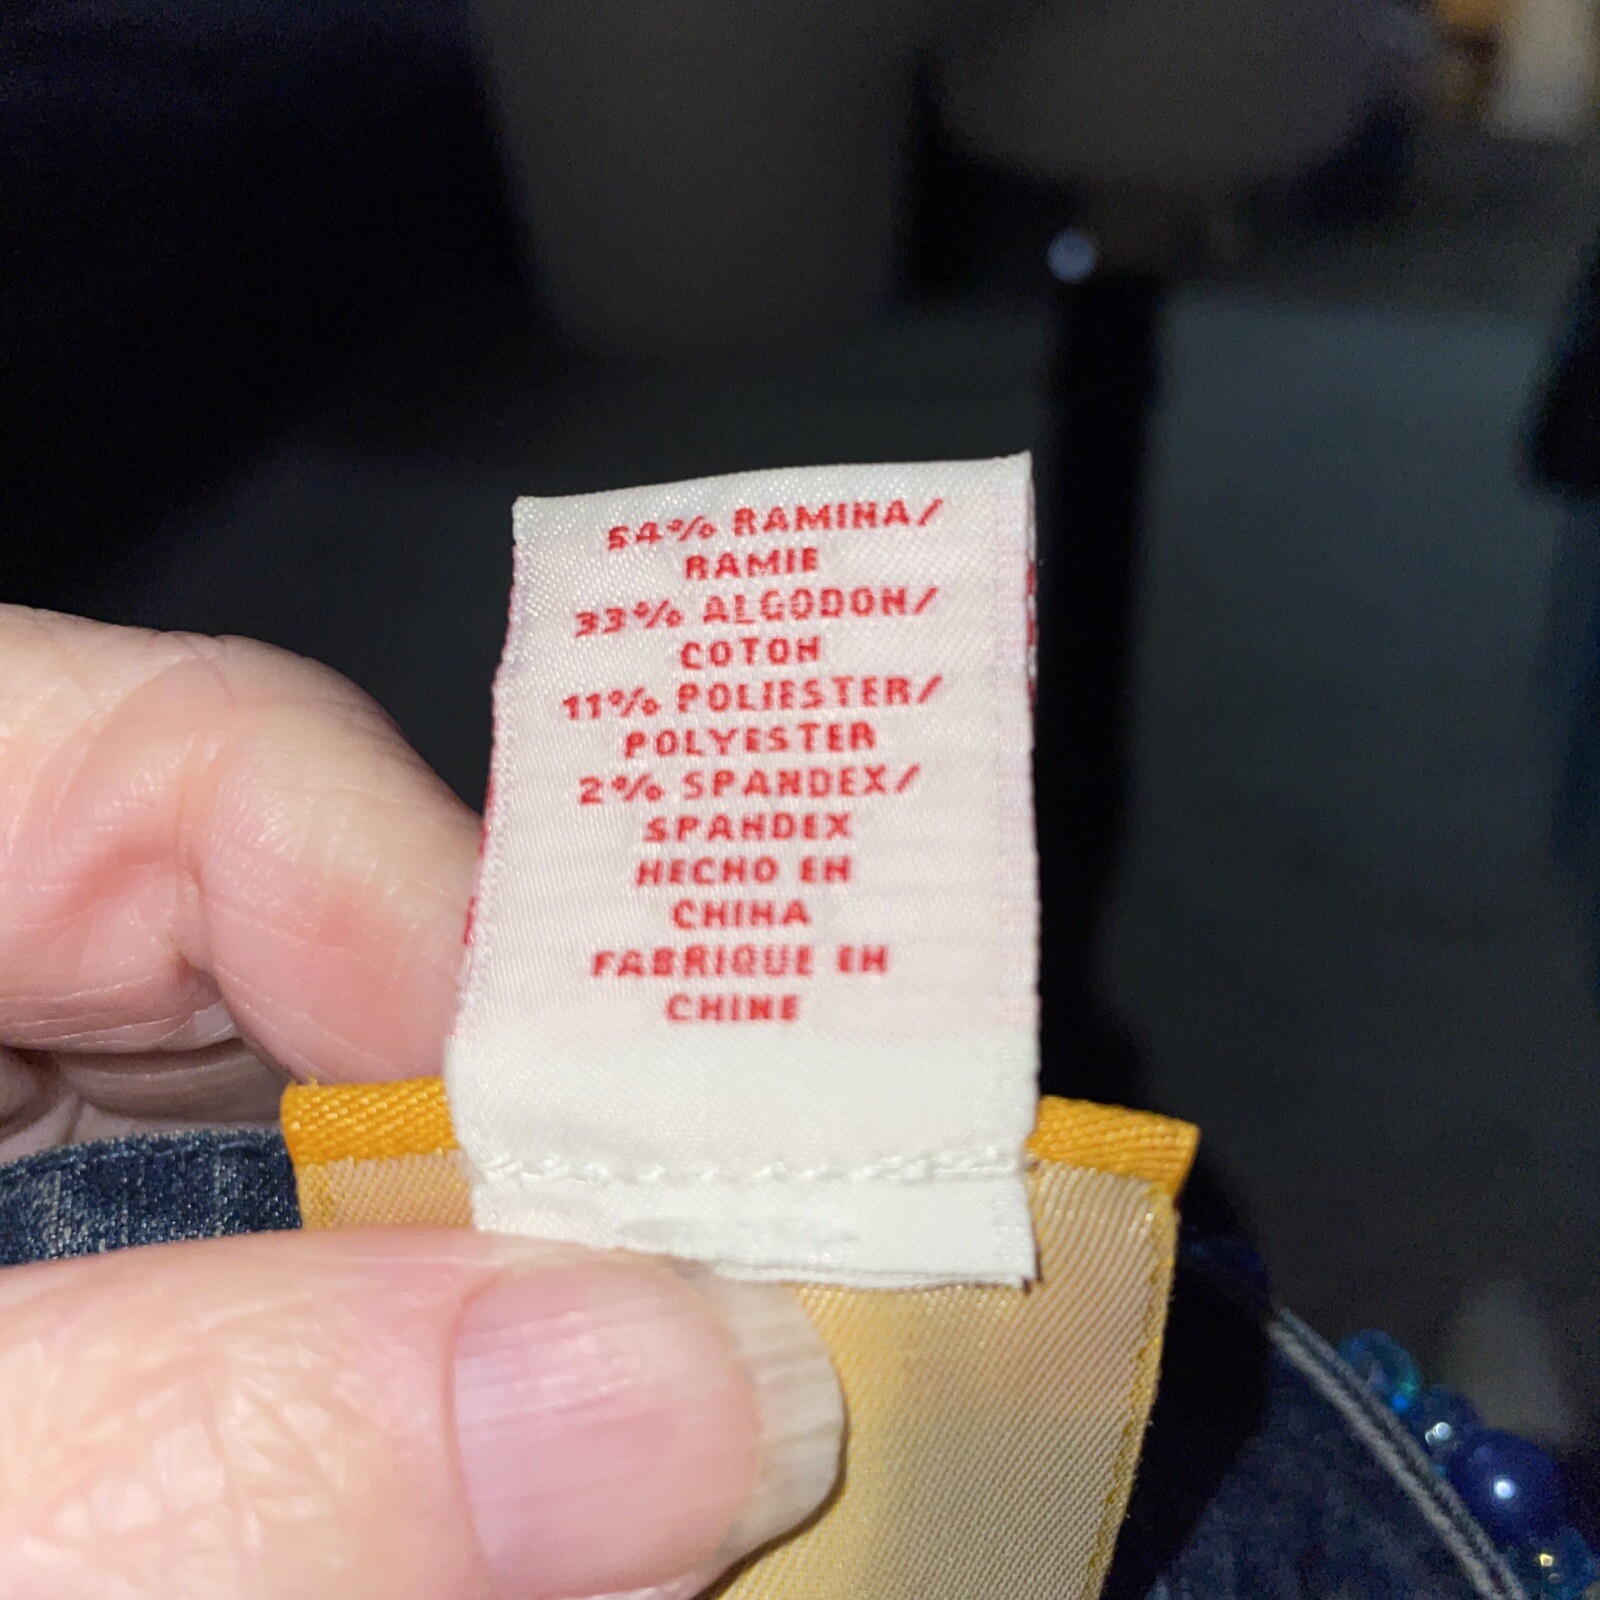 54% RAMINA/
RAMIE
33% ALGODON/
COTON
11% POLIESTER/
POLYESTER
2% SPANDEX/
SPANDEX
HECHO EN
CHINA
FABRIQUE EN
CHINE